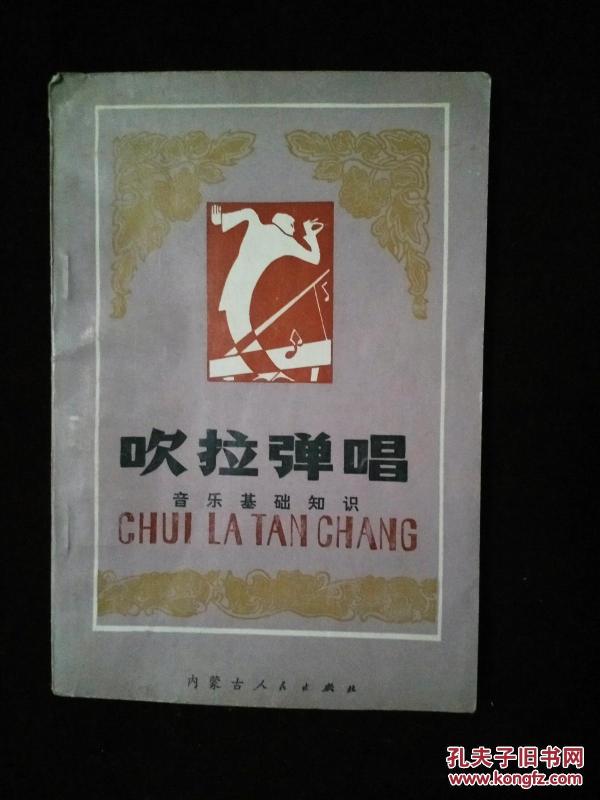 吹拉弹唱
音乐基础知识
CHUI LA TAN CHANG
内蒙古人民出版社
孔夫子旧书网
www.kongfz.com